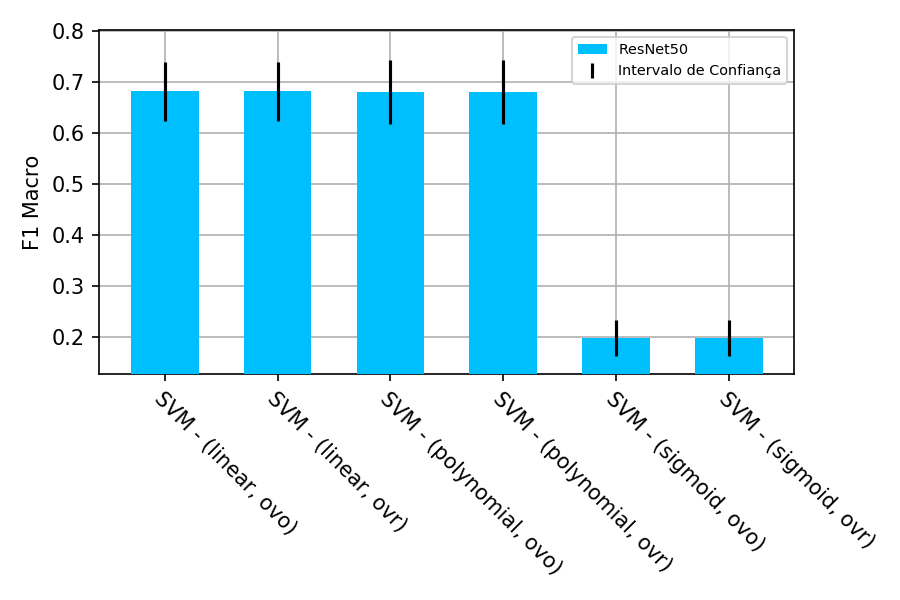 0.8
0.7
0.6
0.5
0.4
0.3
0.2
F1 Macro
ResNet50
Intervalo de Confiança
SVM - (linear, ovo)
SVM - (linear, ovr)
SVM - (polynomial, ovo)
SVM - (polynomial, ovr)
SVM - (sigmoid, ovo)
SVM - (sigmoid, ovr)